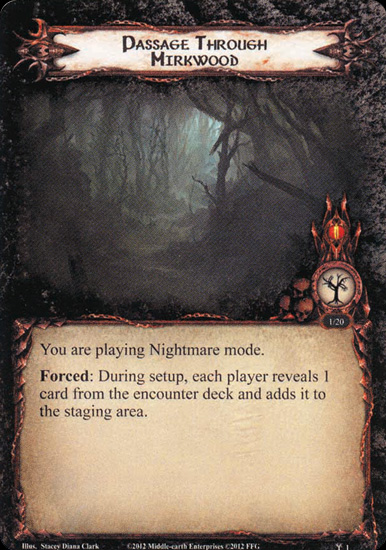 Passage Through
Mirkwood
1/20
You are playing Nightmare mode.
Forced: During setup, each player reveals 1
card from the encounter deck and adds it to
the staging area.
Illus. Stacey Diana Clark ©2012 Middle-earth Enterprises ©2012 FFG 1